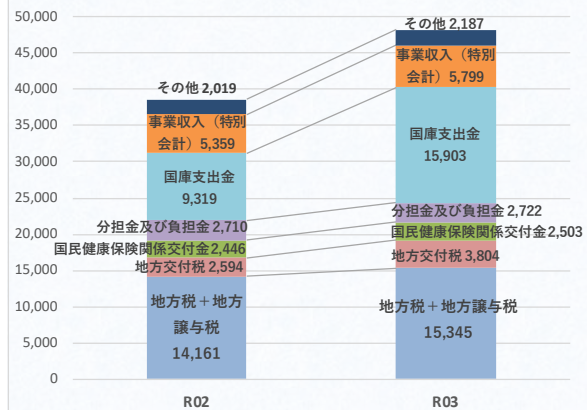 50,000
45,000
40,000
35,000
30,000
25,000
20,000
15,000
10,000
5,000
0
その他 2,019
事業収入（特別
会計）5,359
国庫支出金
9,319
分担金及び負担金 2,710
国民健康保険関係交付金 2,446
地方交付税 2,594
地方税＋地方
譲与税
14,161
R02
その他 2,187
事業収入（特別
会計）5,799
国庫支出金
15,903
分担金及び負担金 2,722
国民健康保険関係交付金 2,503
地方交付税 3,804
地方税＋地方譲与税
15,345
R03